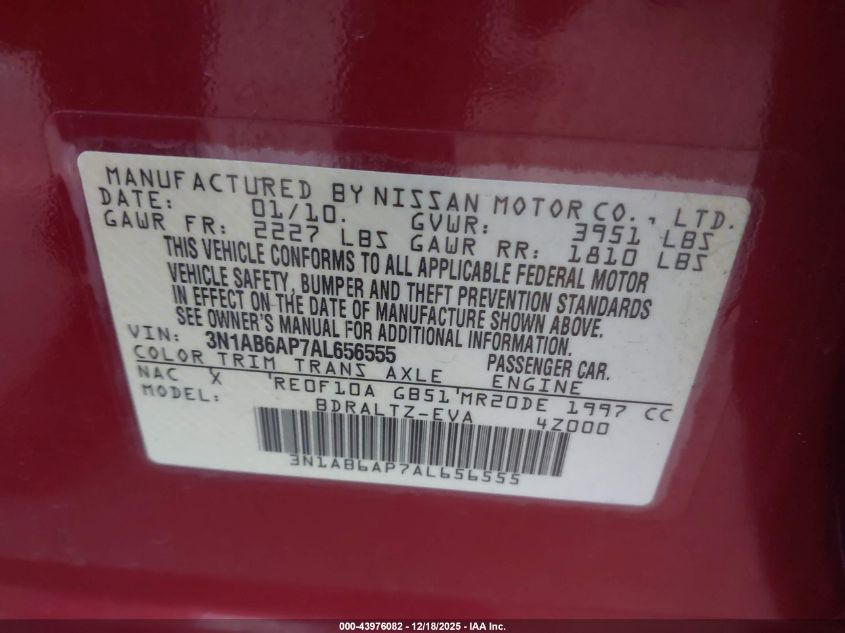 MANUFACTURED BY NISSAN MOTOR CO., LTD.
DATE: 01/10. GVWR: 3951 LBS
GAWR FR: 2227 LBS GAWR RR: 1810 LBS
THIS VEHICLE CONFORMS TO ALL APPLICABLE FEDERAL MOTOR
VEHICLE SAFETY, BUMPER AND THEFT PREVENTION STANDARDS
IN EFFECT ON THE DATE OF MANUFACTURE SHOWN ABOVE.
SEE OWNER'S MANUAL FOR ADDITIONAL INFORMATION.
VIN: 3N1AB6AP7AL656555 PASSENGER CAR.
COLOR TRIM TRANS AXLE ENGINE
NAC X 'RE0F10A GB51'MR20DE 1997 CC
MODEL: BDRALTZ-EVA 4Z000
3N1AB6AP7AL656555
000-43976082 - 12/18/2025 - IAA Inc.